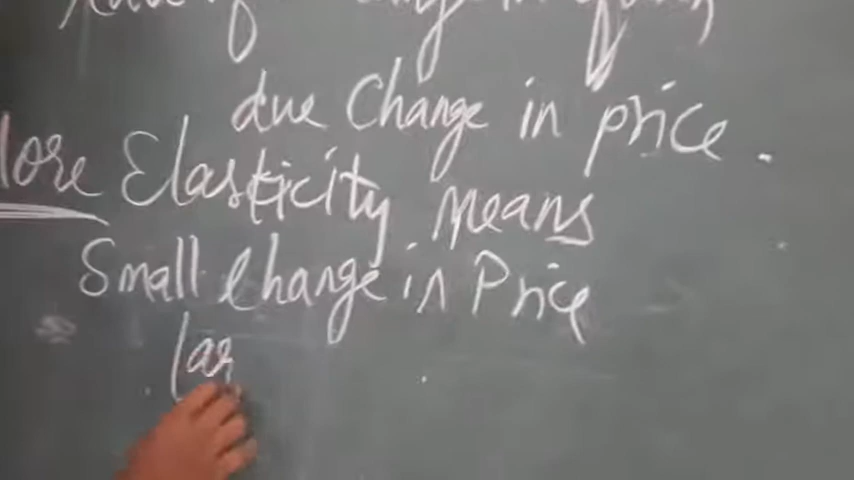 due Change in price.
lore Elasticity Means
Small Change in Price
lar